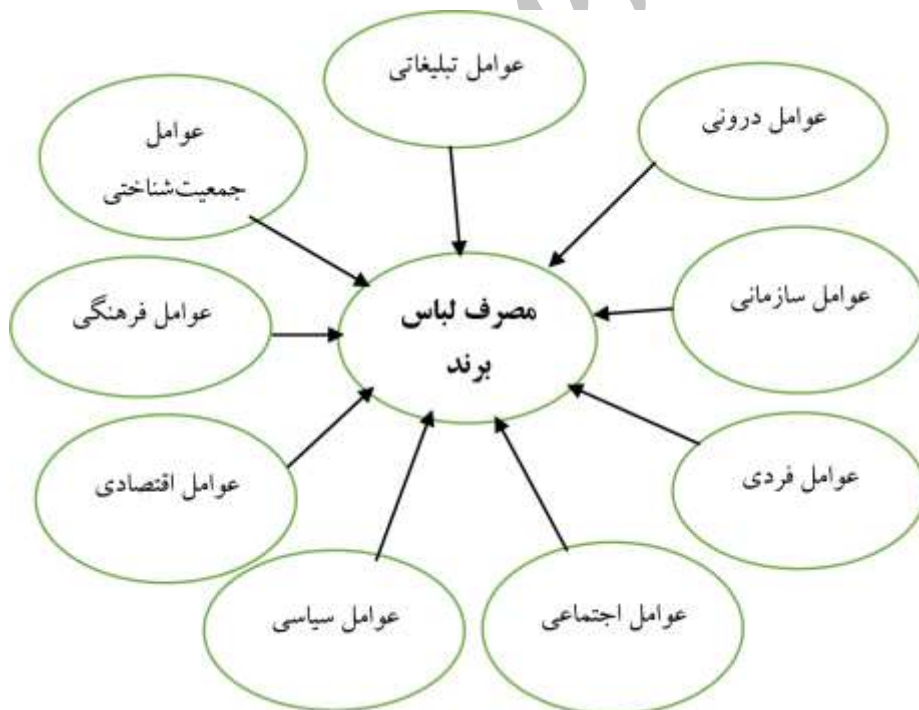 عوامل تبلیغاتی
عوامل درونی
عوامل
جمعیت‌شناختی
عوامل سازمانی
عوامل فرهنگی
مصرف لباس
برند
عوامل فردی
عوامل اقتصادی
عوامل اجتماعی
عوامل سیاسی